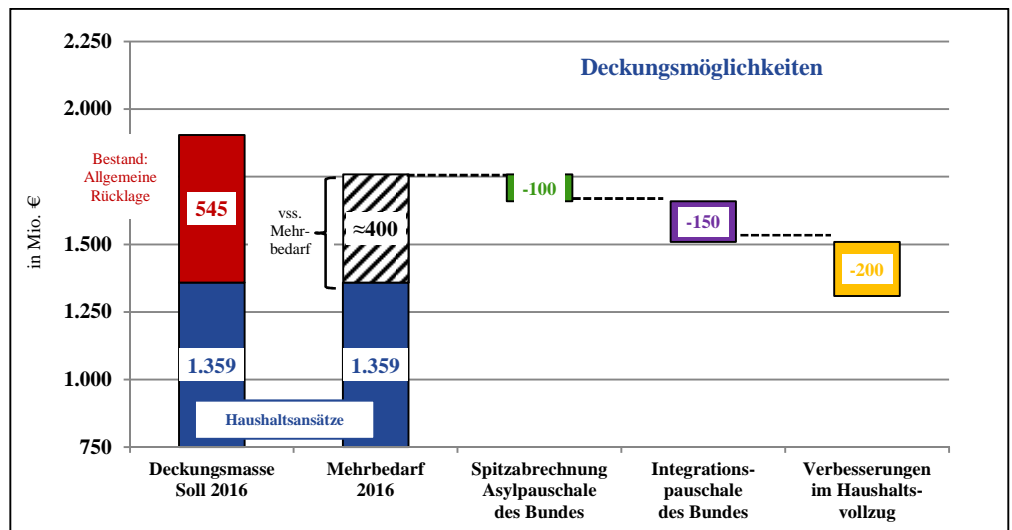 Deckungsmöglichkeiten
in Mio. €
2.250
2.000
1.500
1.250
1.000
750
Bestand:
Allgemeine
Rücklage
545
1.359
vss.
Mehr-
bedarf
≈400
1.359
Haushaltsansätze
-100
-150
-200
Deckungsmasse
Soll 2016
Mehrbedarf
2016
Spitzabrechnung
Asylpauschale
des Bundes
Integrations-
pauschale
des Bundes
Verbesserungen
im Haushalts-
vollzug